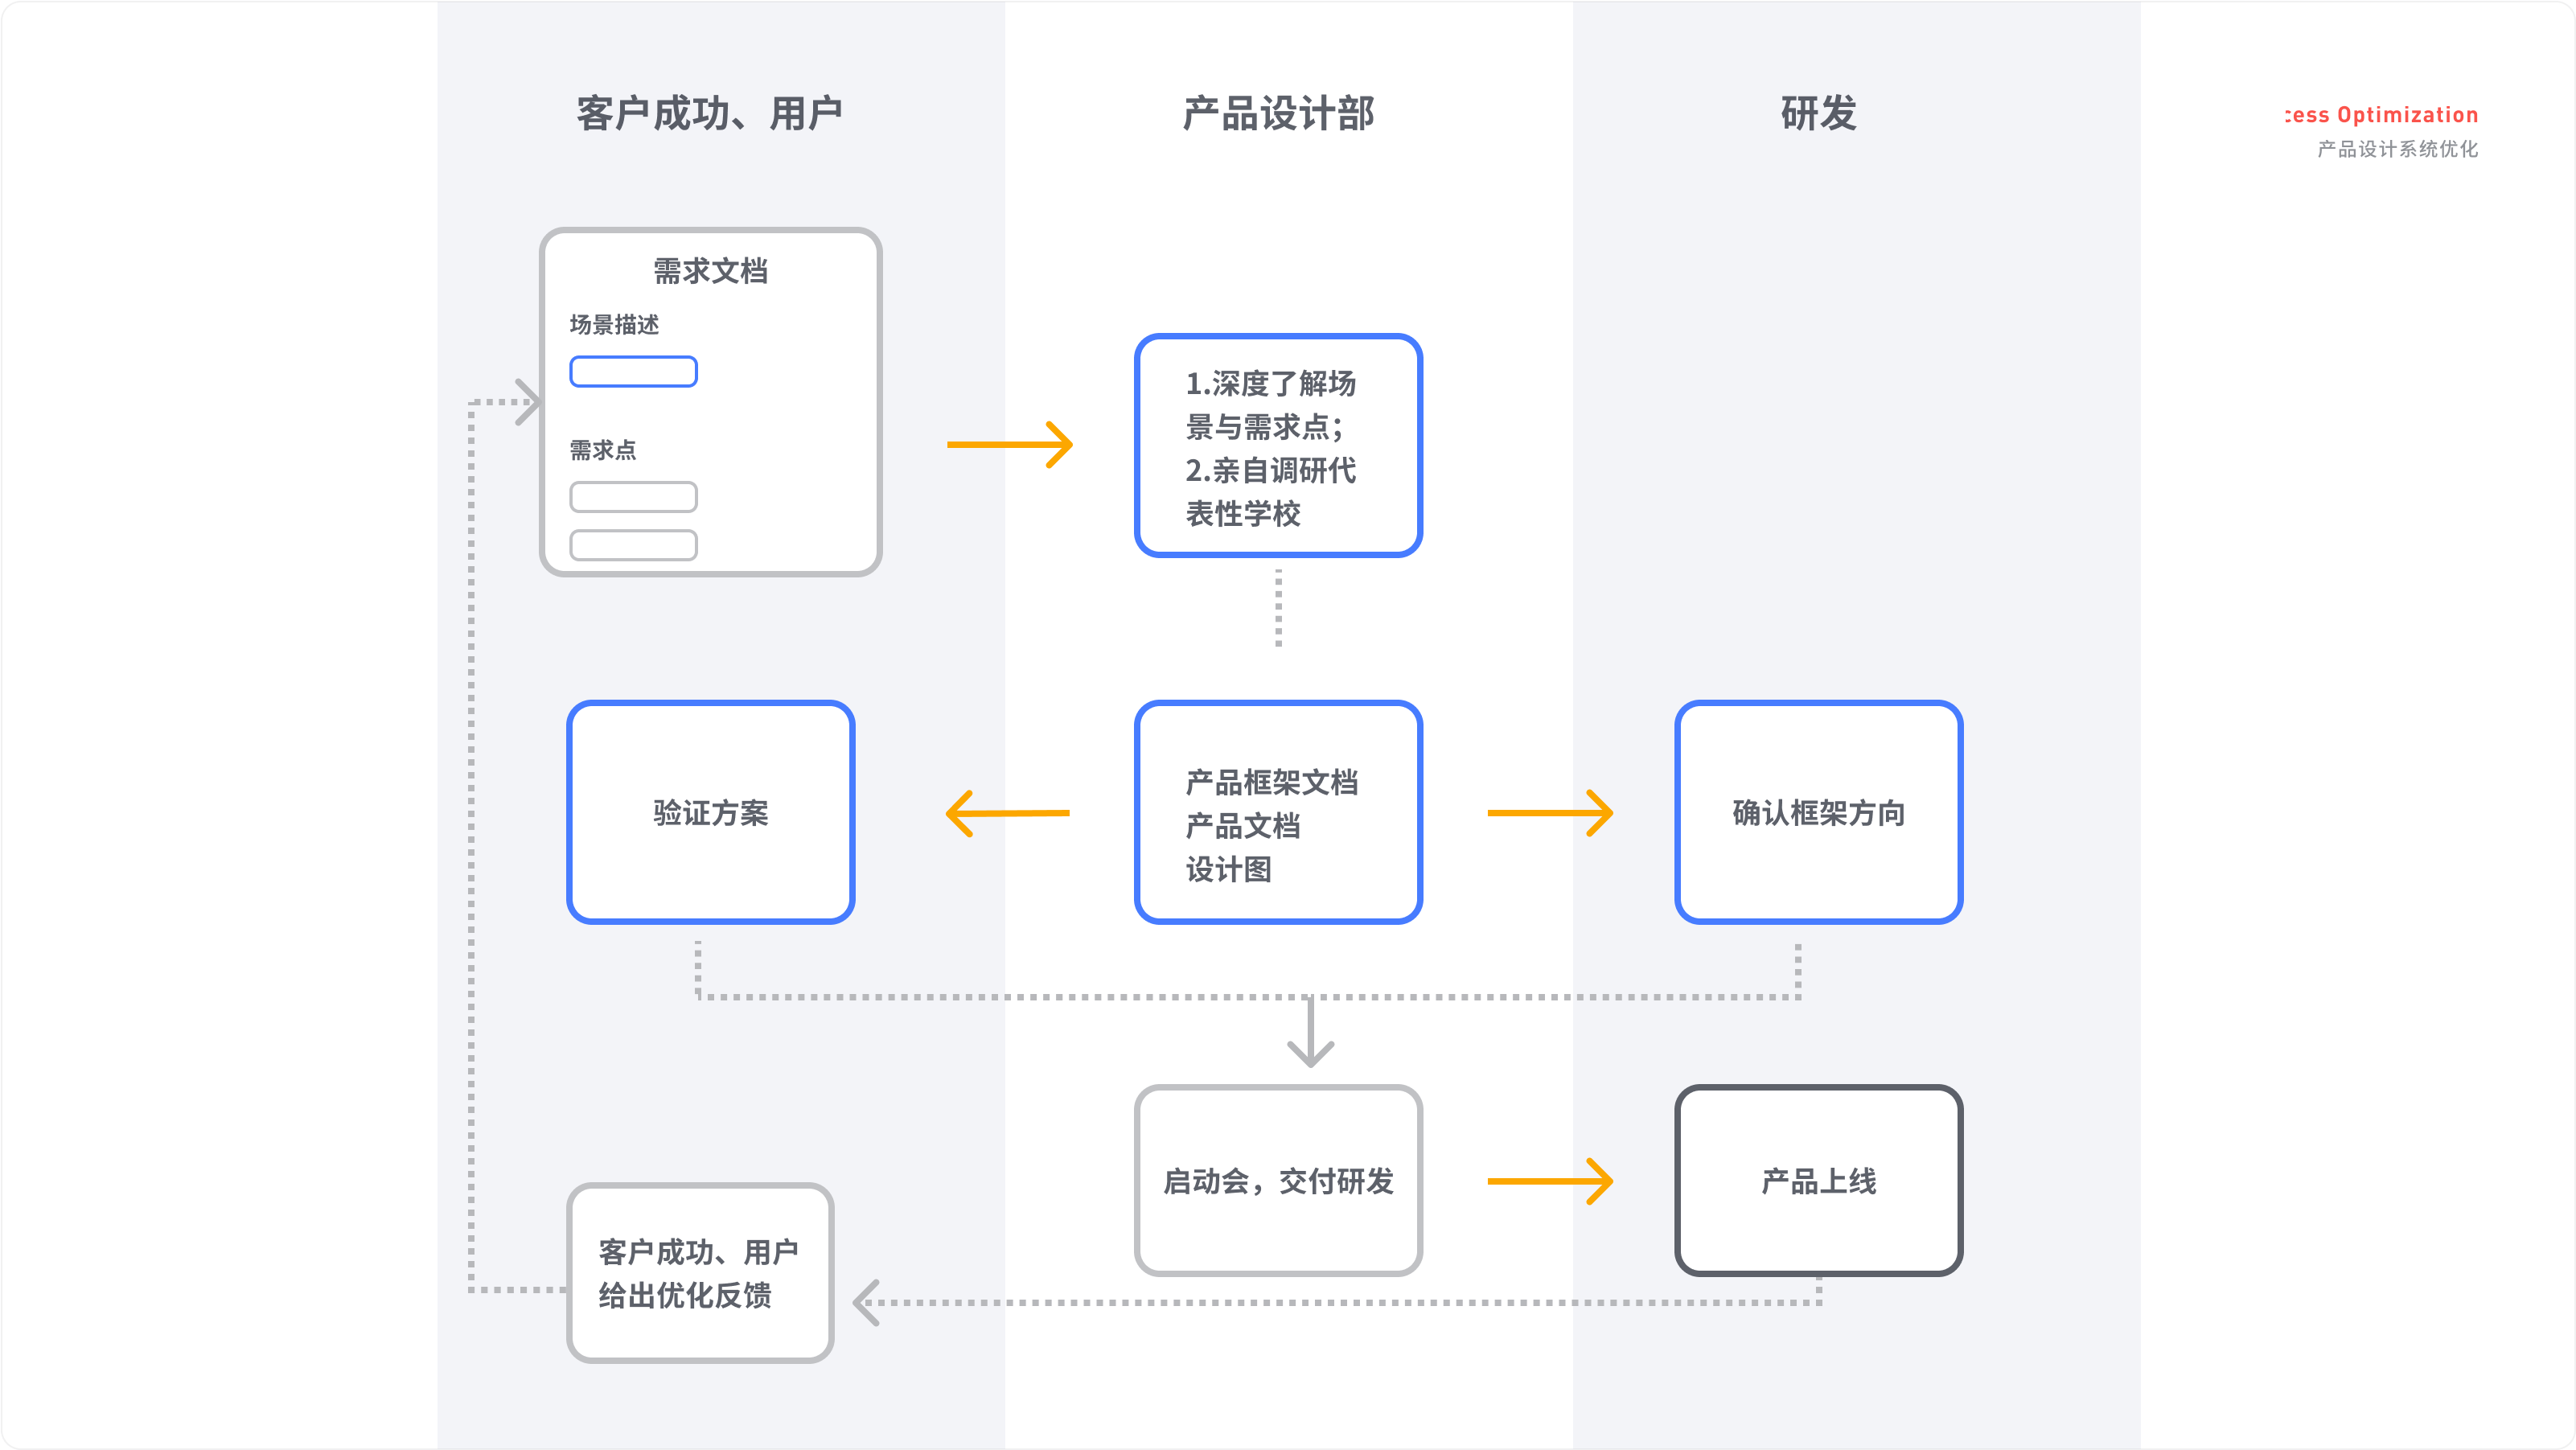 客户成功、用户
产品设计部
研发
cess Optimization
产品设计系统优化
需求文档
场景描述
需求点
1.深度了解场
景与需求点；
2.亲自调研代
表性学校
验证方案
产品框架文档
产品文档
设计图
确认框架方向
启动会，交付研发
产品上线
客户成功、用户
给出优化反馈